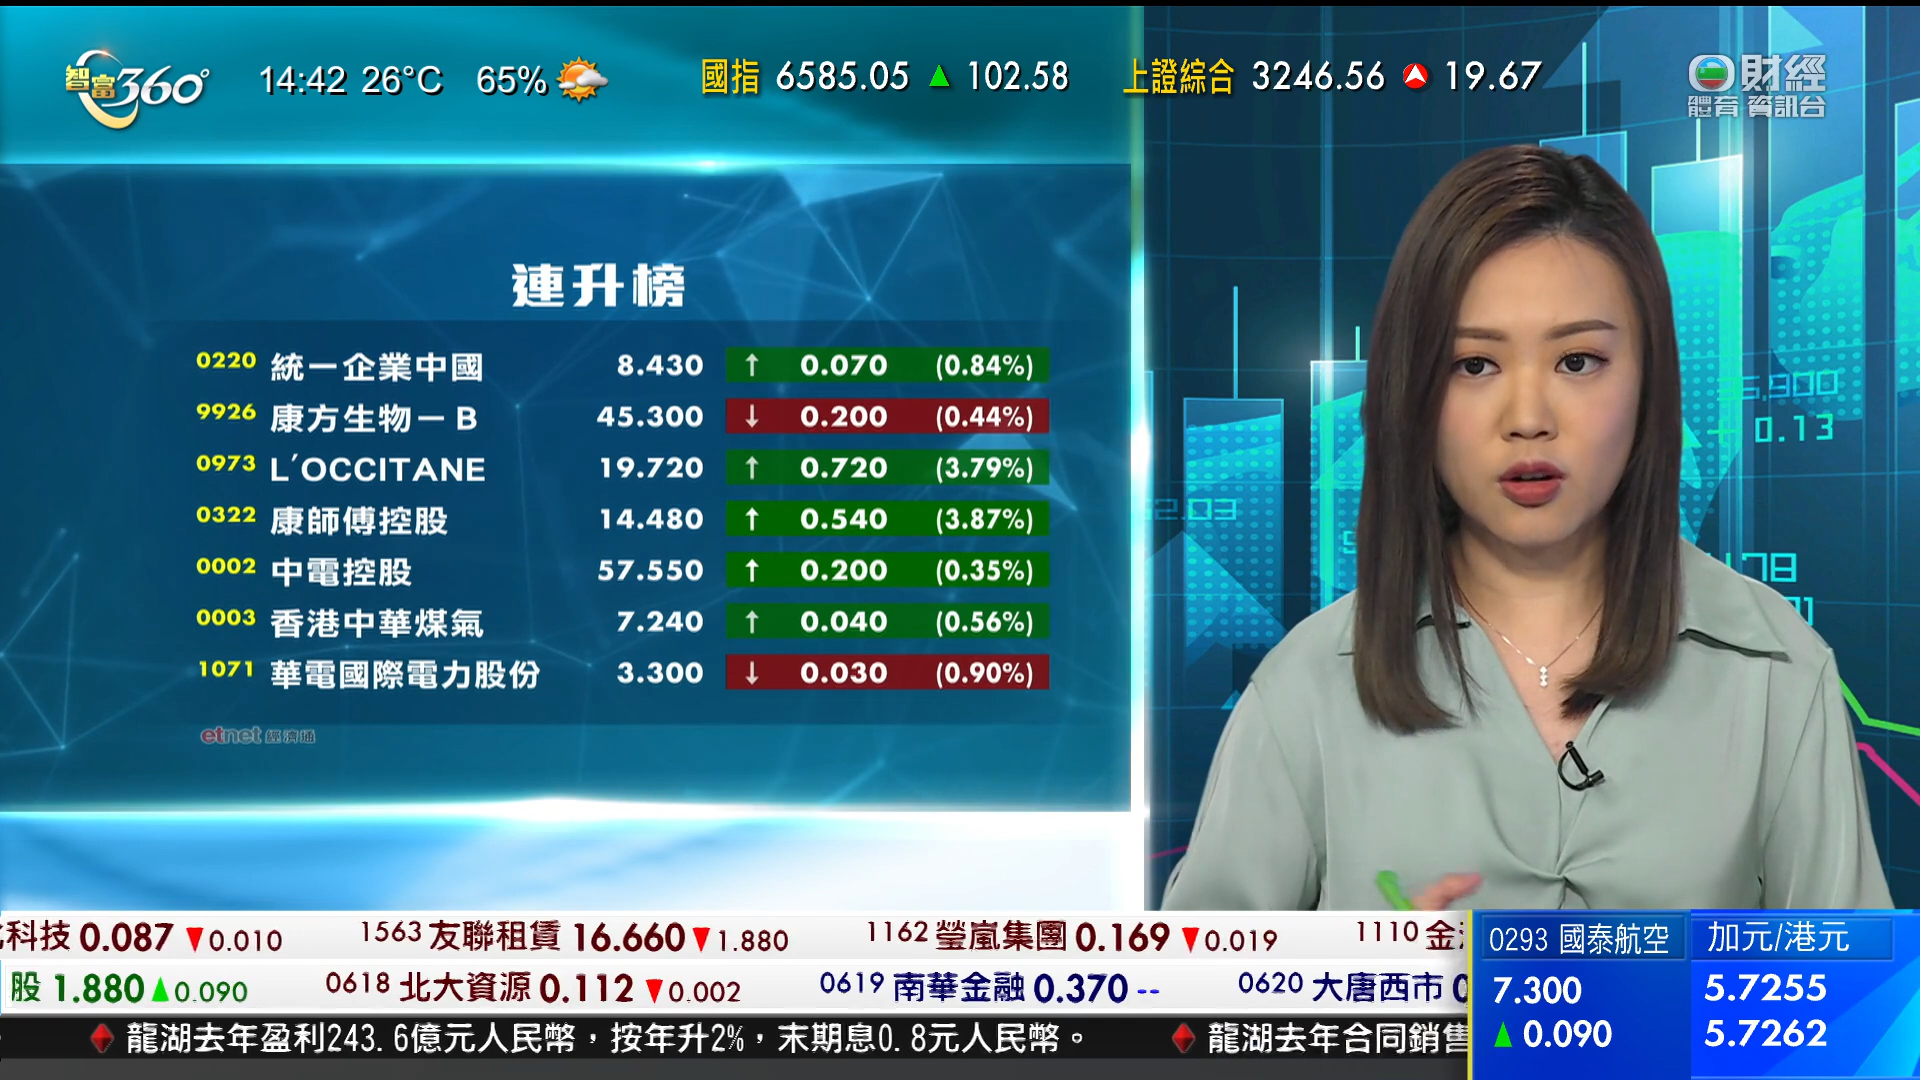 智富360°
14:42 26°C 65%
國指 6585.05 ▲ 102.58
上證綜合 3246.56 19.67
財經
體育 資訊台
連升榜
0220 統一企業中國 8.430 ↑ 0.070 (0.84%)
9926 康方生物－B 45.300 ↓ 0.200 (0.44%)
0973 L'OCCITANE 19.720 ↑ 0.720 (3.79%)
0322 康師傅控股 14.480 ↑ 0.540 (3.87%)
0002 中電控股 57.550 ↑ 0.200 (0.35%)
0003 香港中華煤氣 7.240 ↑ 0.040 (0.56%)
1071 華電國際電力股份 3.300 ↓ 0.030 (0.90%)
etnet 經濟通
科技 0.087 ▼ 0.010 1563 友聯租賃 16.660 ▼ 1.880 1162 瑩嵐集團 0.169 ▼ 0.019 1110
股 1.880 ▲ 0.090 0618 北大資源 0.112 ▼ 0.002 0619 南華金融 0.370 -- 0620 大唐西市
龍湖去年盈利243.6億元人民幣，按年升2%，末期息0.8元人民幣。 龍湖去年合同銷售
0293 國泰航空
7.300
▲ 0.090
加元/港元
5.7255
5.7262